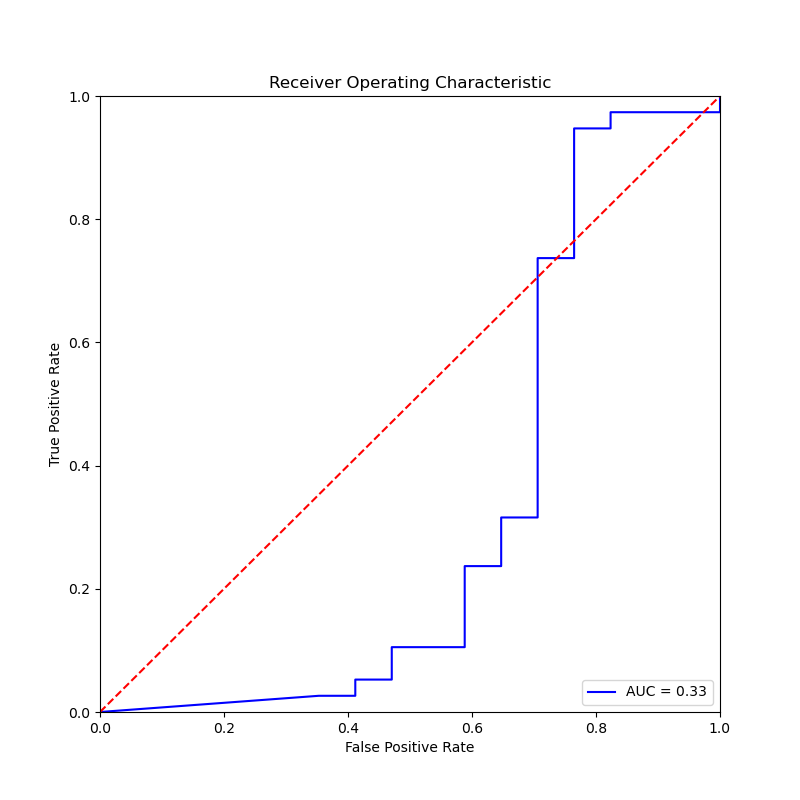 Receiver Operating Characteristic
1.0
0.8
0.6
0.4
0.2
0.0
True Positive Rate
AUC = 0.33
0.0 0.2 0.4 0.6 0.8 1.0
False Positive Rate